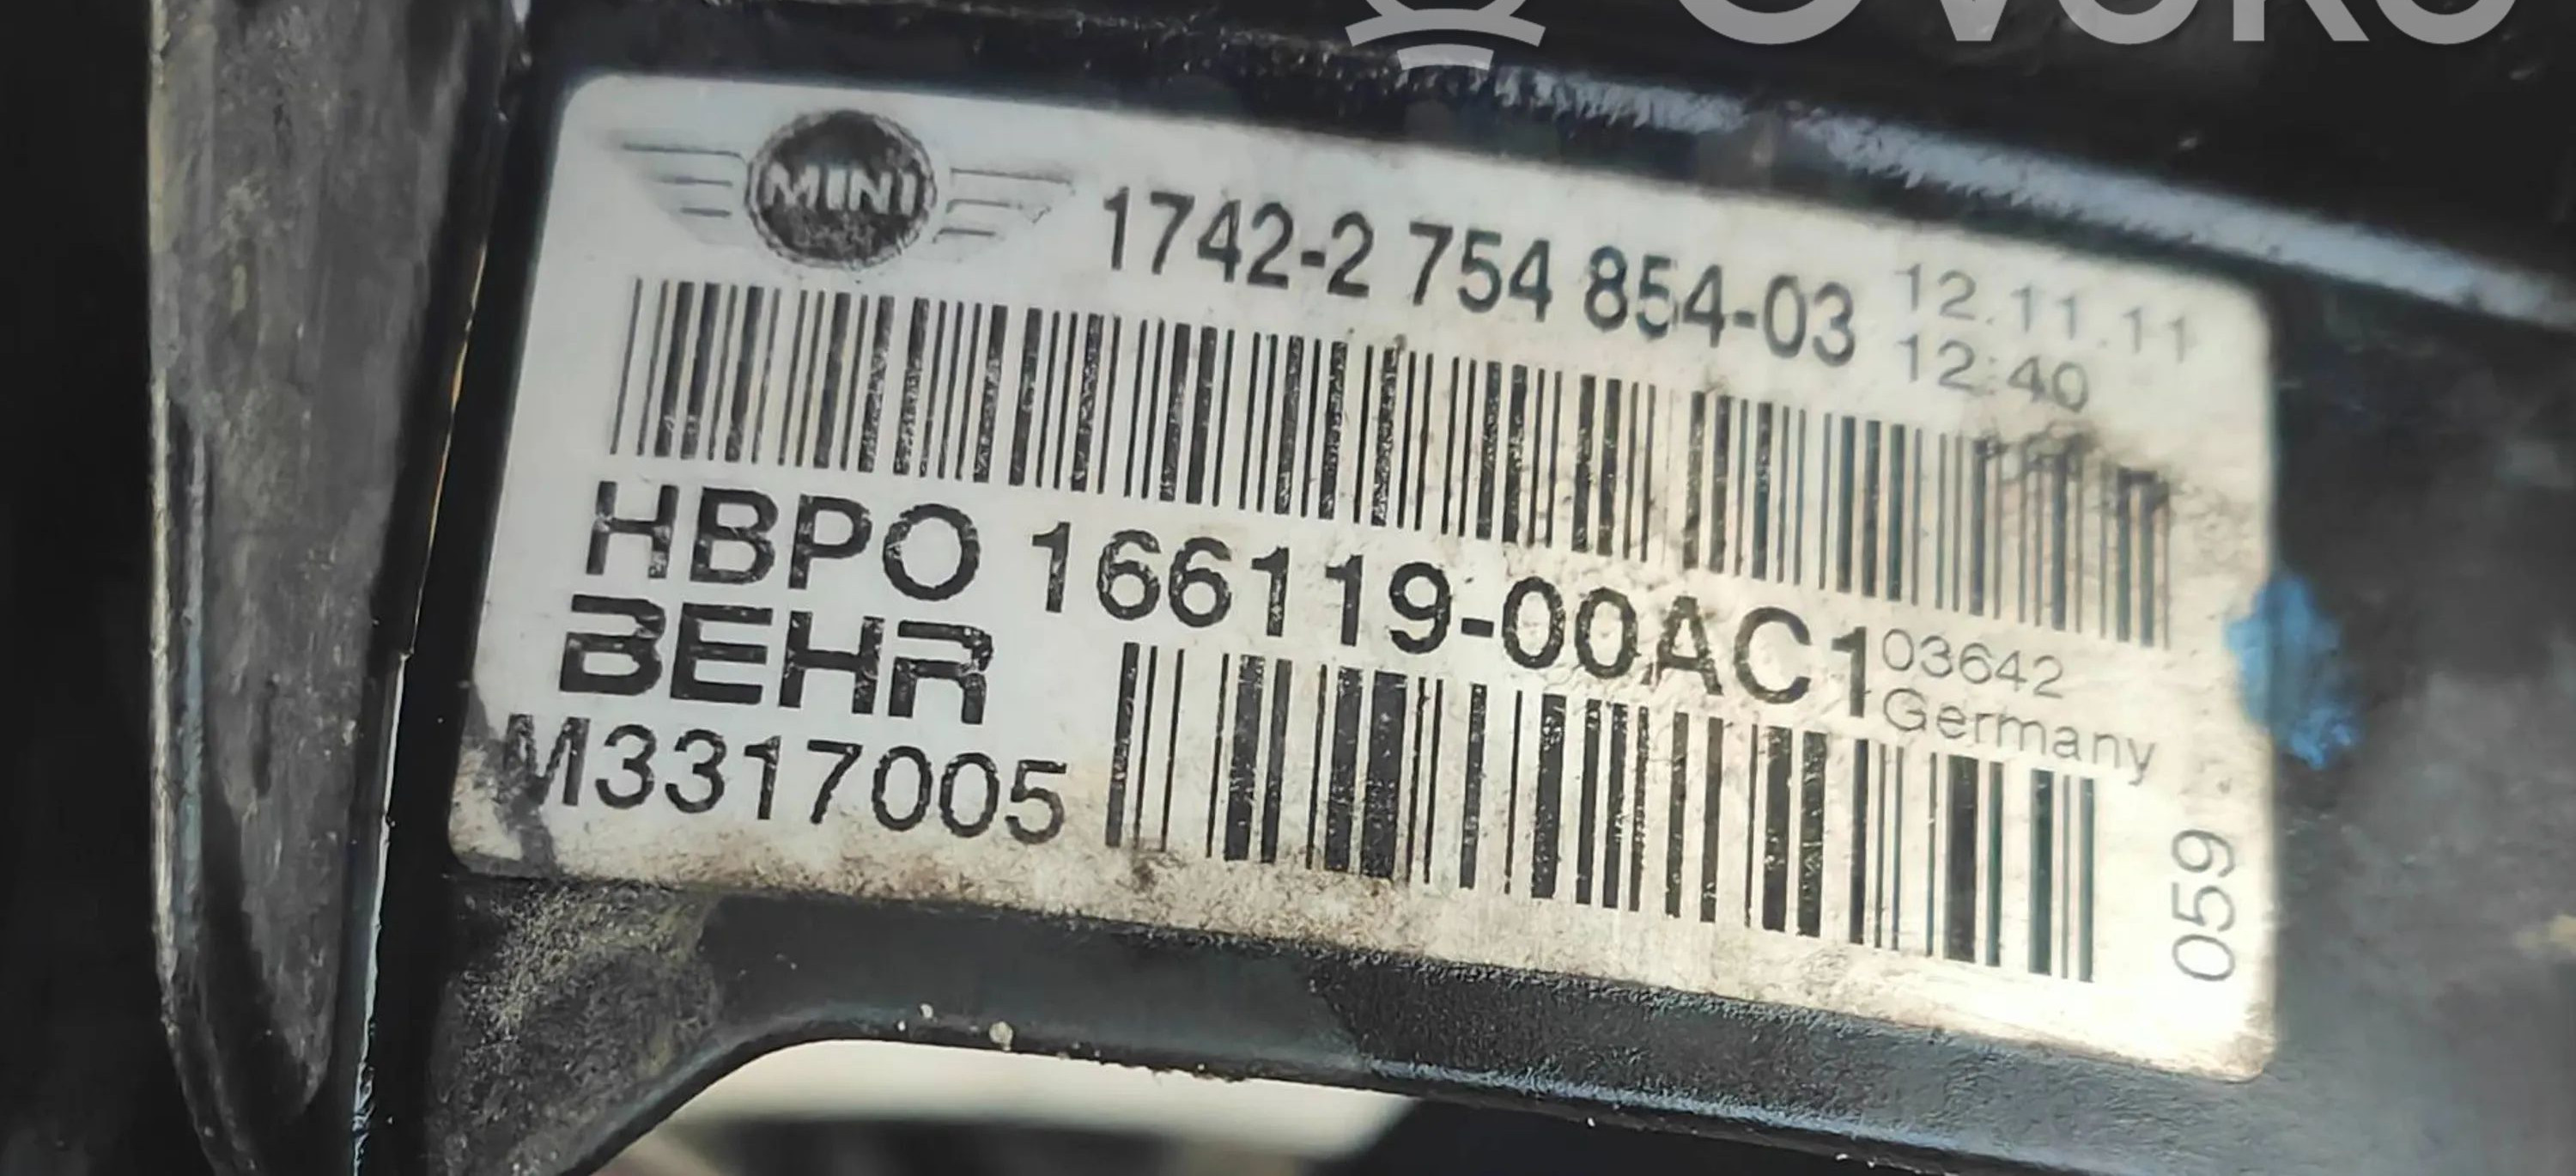 OVOKO
MINI
1742-2 754 854-03
12.11.11
12:40
HBPO 166119-00AC1
03642
Germany
BEHR
M3317005
059